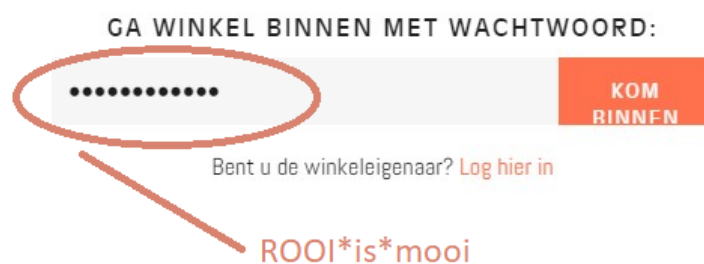 GA WINKEL BINNEN MET WACHTWOORD:
••••••••••••
KOM
BINNEN
Bent u de winkeleigenaar? Log hier in
ROOI*is*mooi